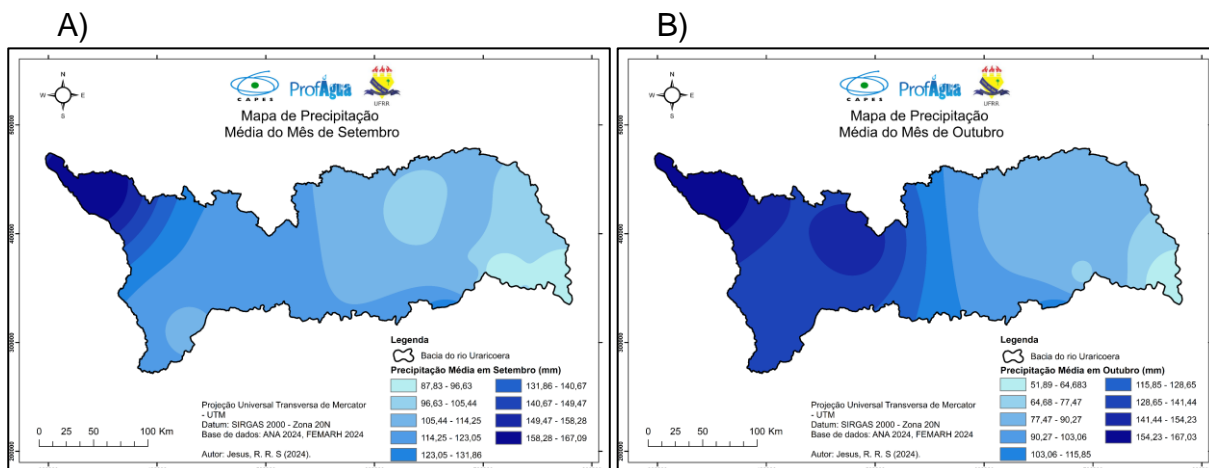 A)
N
W E
S
CAPES
ProfÁgua
UFRR
Mapa de Precipitação
Média do Mês de Setembro
500000
400000
300000
Legenda
Bacia do rio Uraricoera
Precipitação Média em Setembro (mm)
87,83 - 96,63
96,63 - 105,44
105,44 - 114,25
114,25 - 123,05
123,05 - 131,86
131,86 - 140,67
140,67 - 149,47
149,47 - 158,28
158,28 - 167,09
Projeção Universal Transversa de Mercator
- UTM
Datum: SIRGAS 2000 - Zona 20N
Base de dados: ANA 2024, FEMARH 2024
Autor: Jesus, R. R. S (2024).
0 50 100 Km
B)
N
W E
S
CAPES
ProfÁgua
UFRR
Mapa de Precipitação
Média do Mês de Outubro
500000
400000
300000
Legenda
Bacia do rio Uraricoera
Precipitação Média em Outubro (mm)
51,89 - 64,683
64,68 - 77,47
77,47 - 90,27
90,27 - 103,06
103,06 - 115,85
115,85 - 128,65
128,65 - 141,44
141,44 - 154,23
154,23 - 167,03
Projeção Universal Transversa de Mercator
- UTM
Datum: SIRGAS 2000 - Zona 20N
Base de dados: ANA 2024, FEMARH 2024
Autor: Jesus, R. R. S (2024).
0 50 100 Km